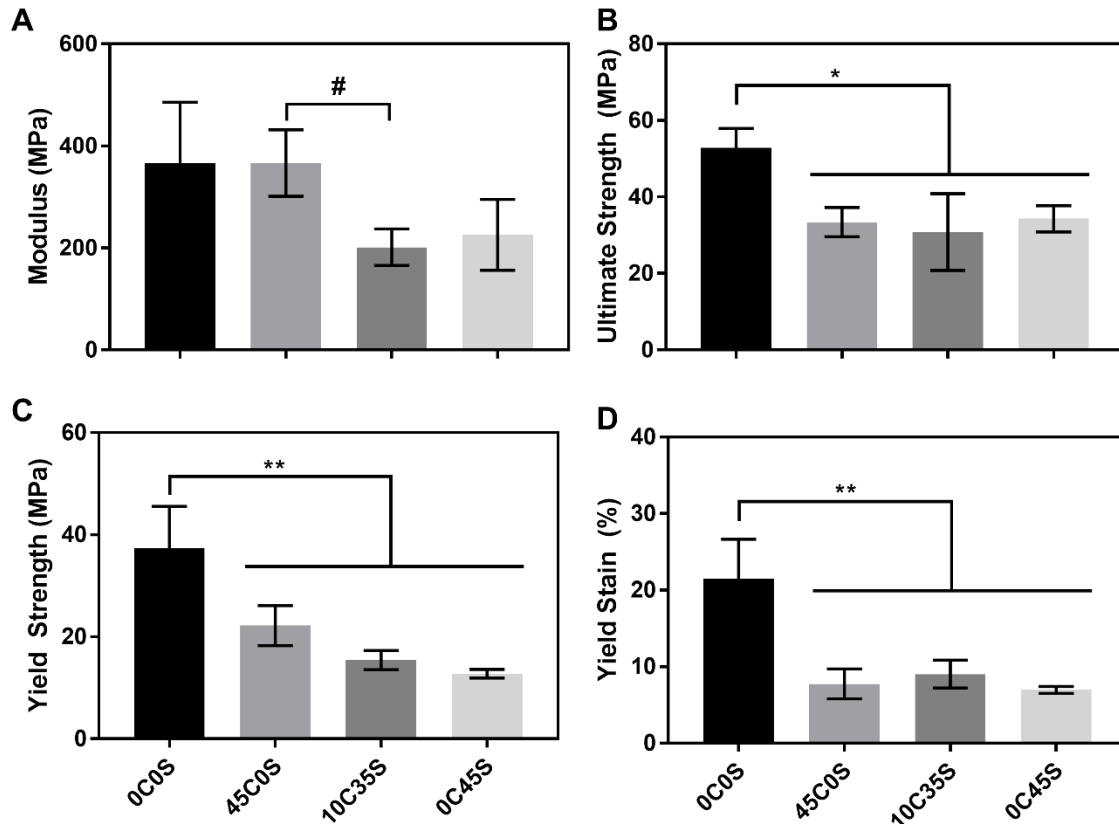 A
Modulus (MPa)
600
400
200
0
#
B
Ultimate Strength (MPa)
80
60
40
20
0
*
C
Yield Strength (MPa)
60
40
20
0
**
0C0S
45C0S
10C35S
0C45S
D
Yield Stain (%)
40
30
20
10
0
**
0C0S
45C0S
10C35S
0C45S